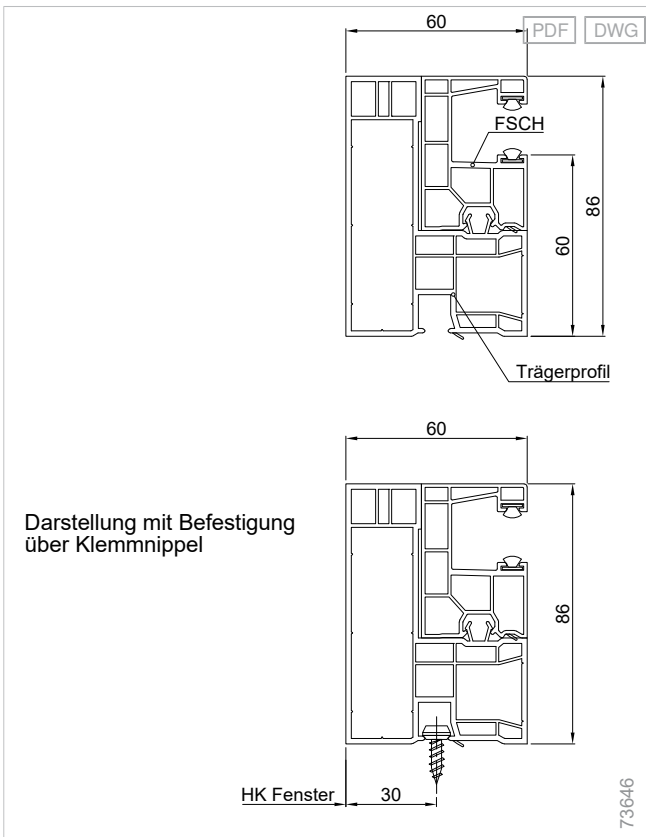 60
PDF
DWG
FSCH
86
60
Trägerprofil
60
Darstellung mit Befestigung
über Klemmnippel
86
HK Fenster
30
73646